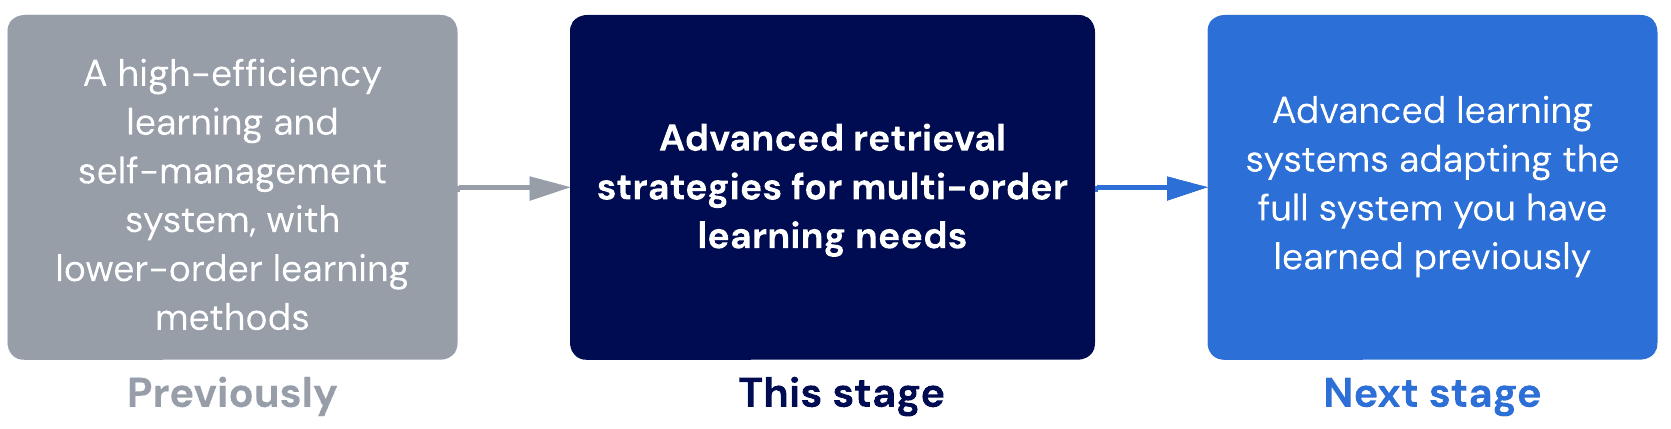 A high-efficiency
learning and
self-management
system, with
lower-order learning
methods
Previously
Advanced retrieval
strategies for multi-order
learning needs
This stage
Advanced learning
systems adapting the
full system you have
learned previously
Next stage